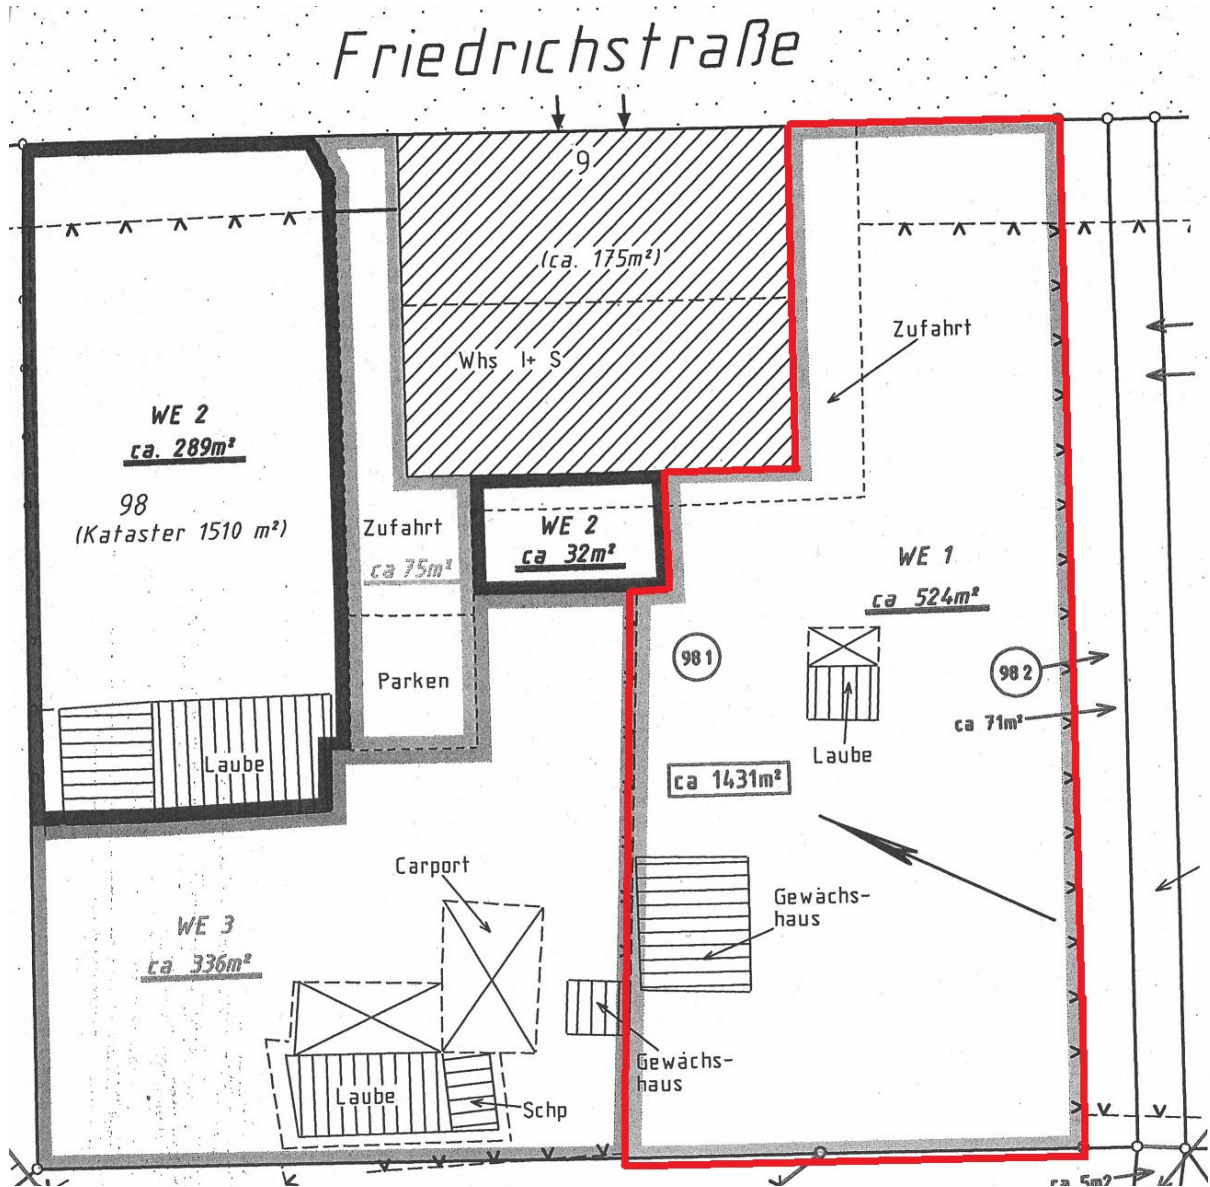 Friedrichstraße
9
(ca. 175m²)
Whs I+ S
Zufahrt
WE 2
ca. 289m²
98
(Kataster 1510 m²)
Zufahrt
ca 75m²
WE 2
ca 32m²
WE 1
ca 524m²
981
982
Parken
ca 71m²
Laube
Laube
ca 1431m²
Carport
Gewächs-
haus
WE 3
ca 336m²
Gewächs-
haus
Laube
Schp
ca 5m2